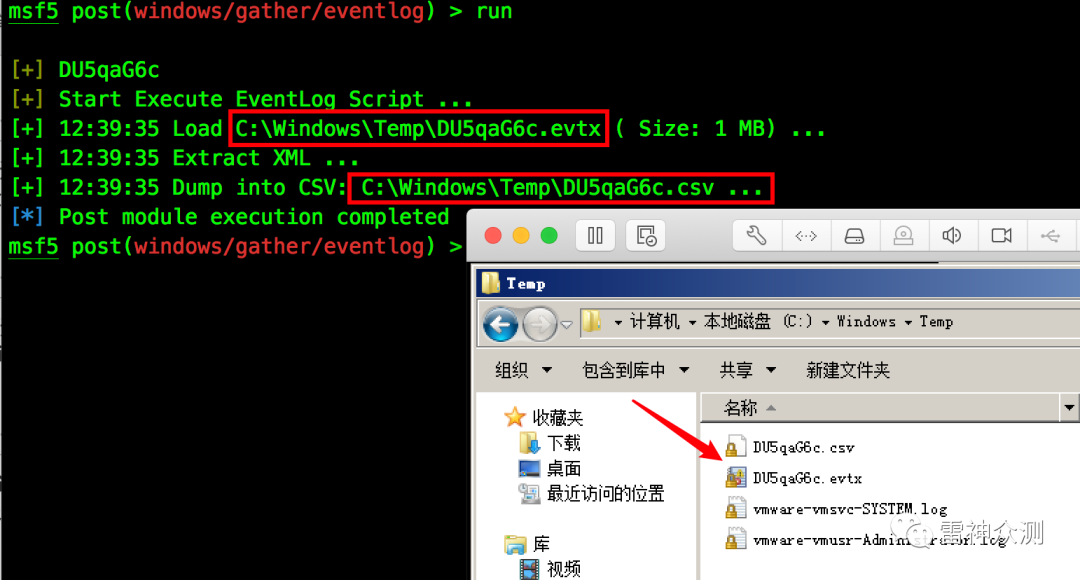 msf5 post(windows/gather/eventlog) > run
[+] DU5qaG6c
[+] Start Execute EventLog Script ...
[+] 12:39:35 Load C:\Windows\Temp\DU5qaG6c.evtx ( Size: 1 MB) ...
[+] 12:39:35 Extract XML ...
[+] 12:39:35 Dump into CSV: C:\Windows\Temp\DU5qaG6c.csv ...
[*] Post module execution completed
msf5 post(windows/gather/eventlog) >
Temp
计算机 本地磁盘 (C:) Windows Temp
组织 包含到库中 共享 新建文件夹
收藏夹
下载
桌面
最近访问的位置
库
视频
名称
DU5qaG6c.csv
DU5qaG6c.evtx
vmware-vmsvc-SYSTEM.log
vmware-vmusr-Administrator.log
雷神众测